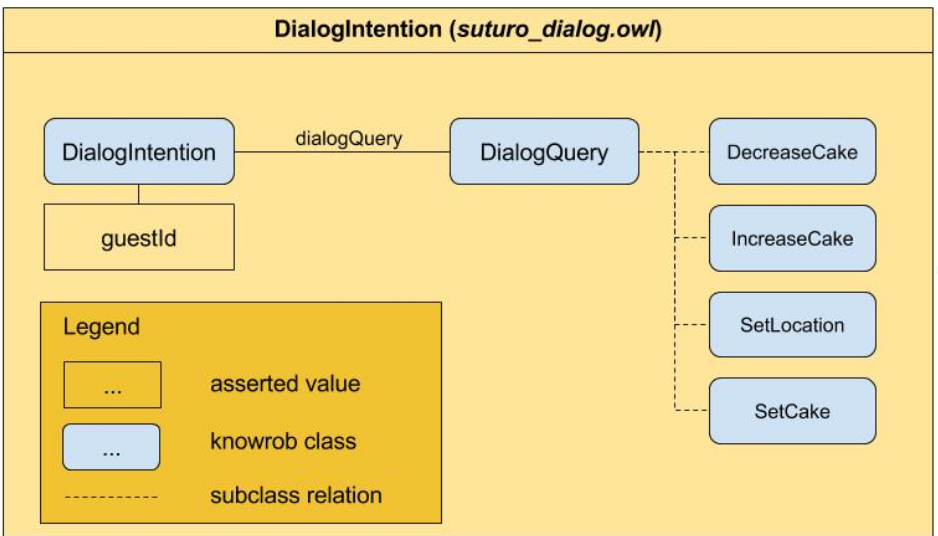 DialogIntention (suturo_dialog.owl)
DialogIntention
dialogQuery
DialogQuery
DecreaseCake
guestId
IncreaseCake
SetLocation
SetCake
Legend
... asserted value
... knowrob class
subclass relation